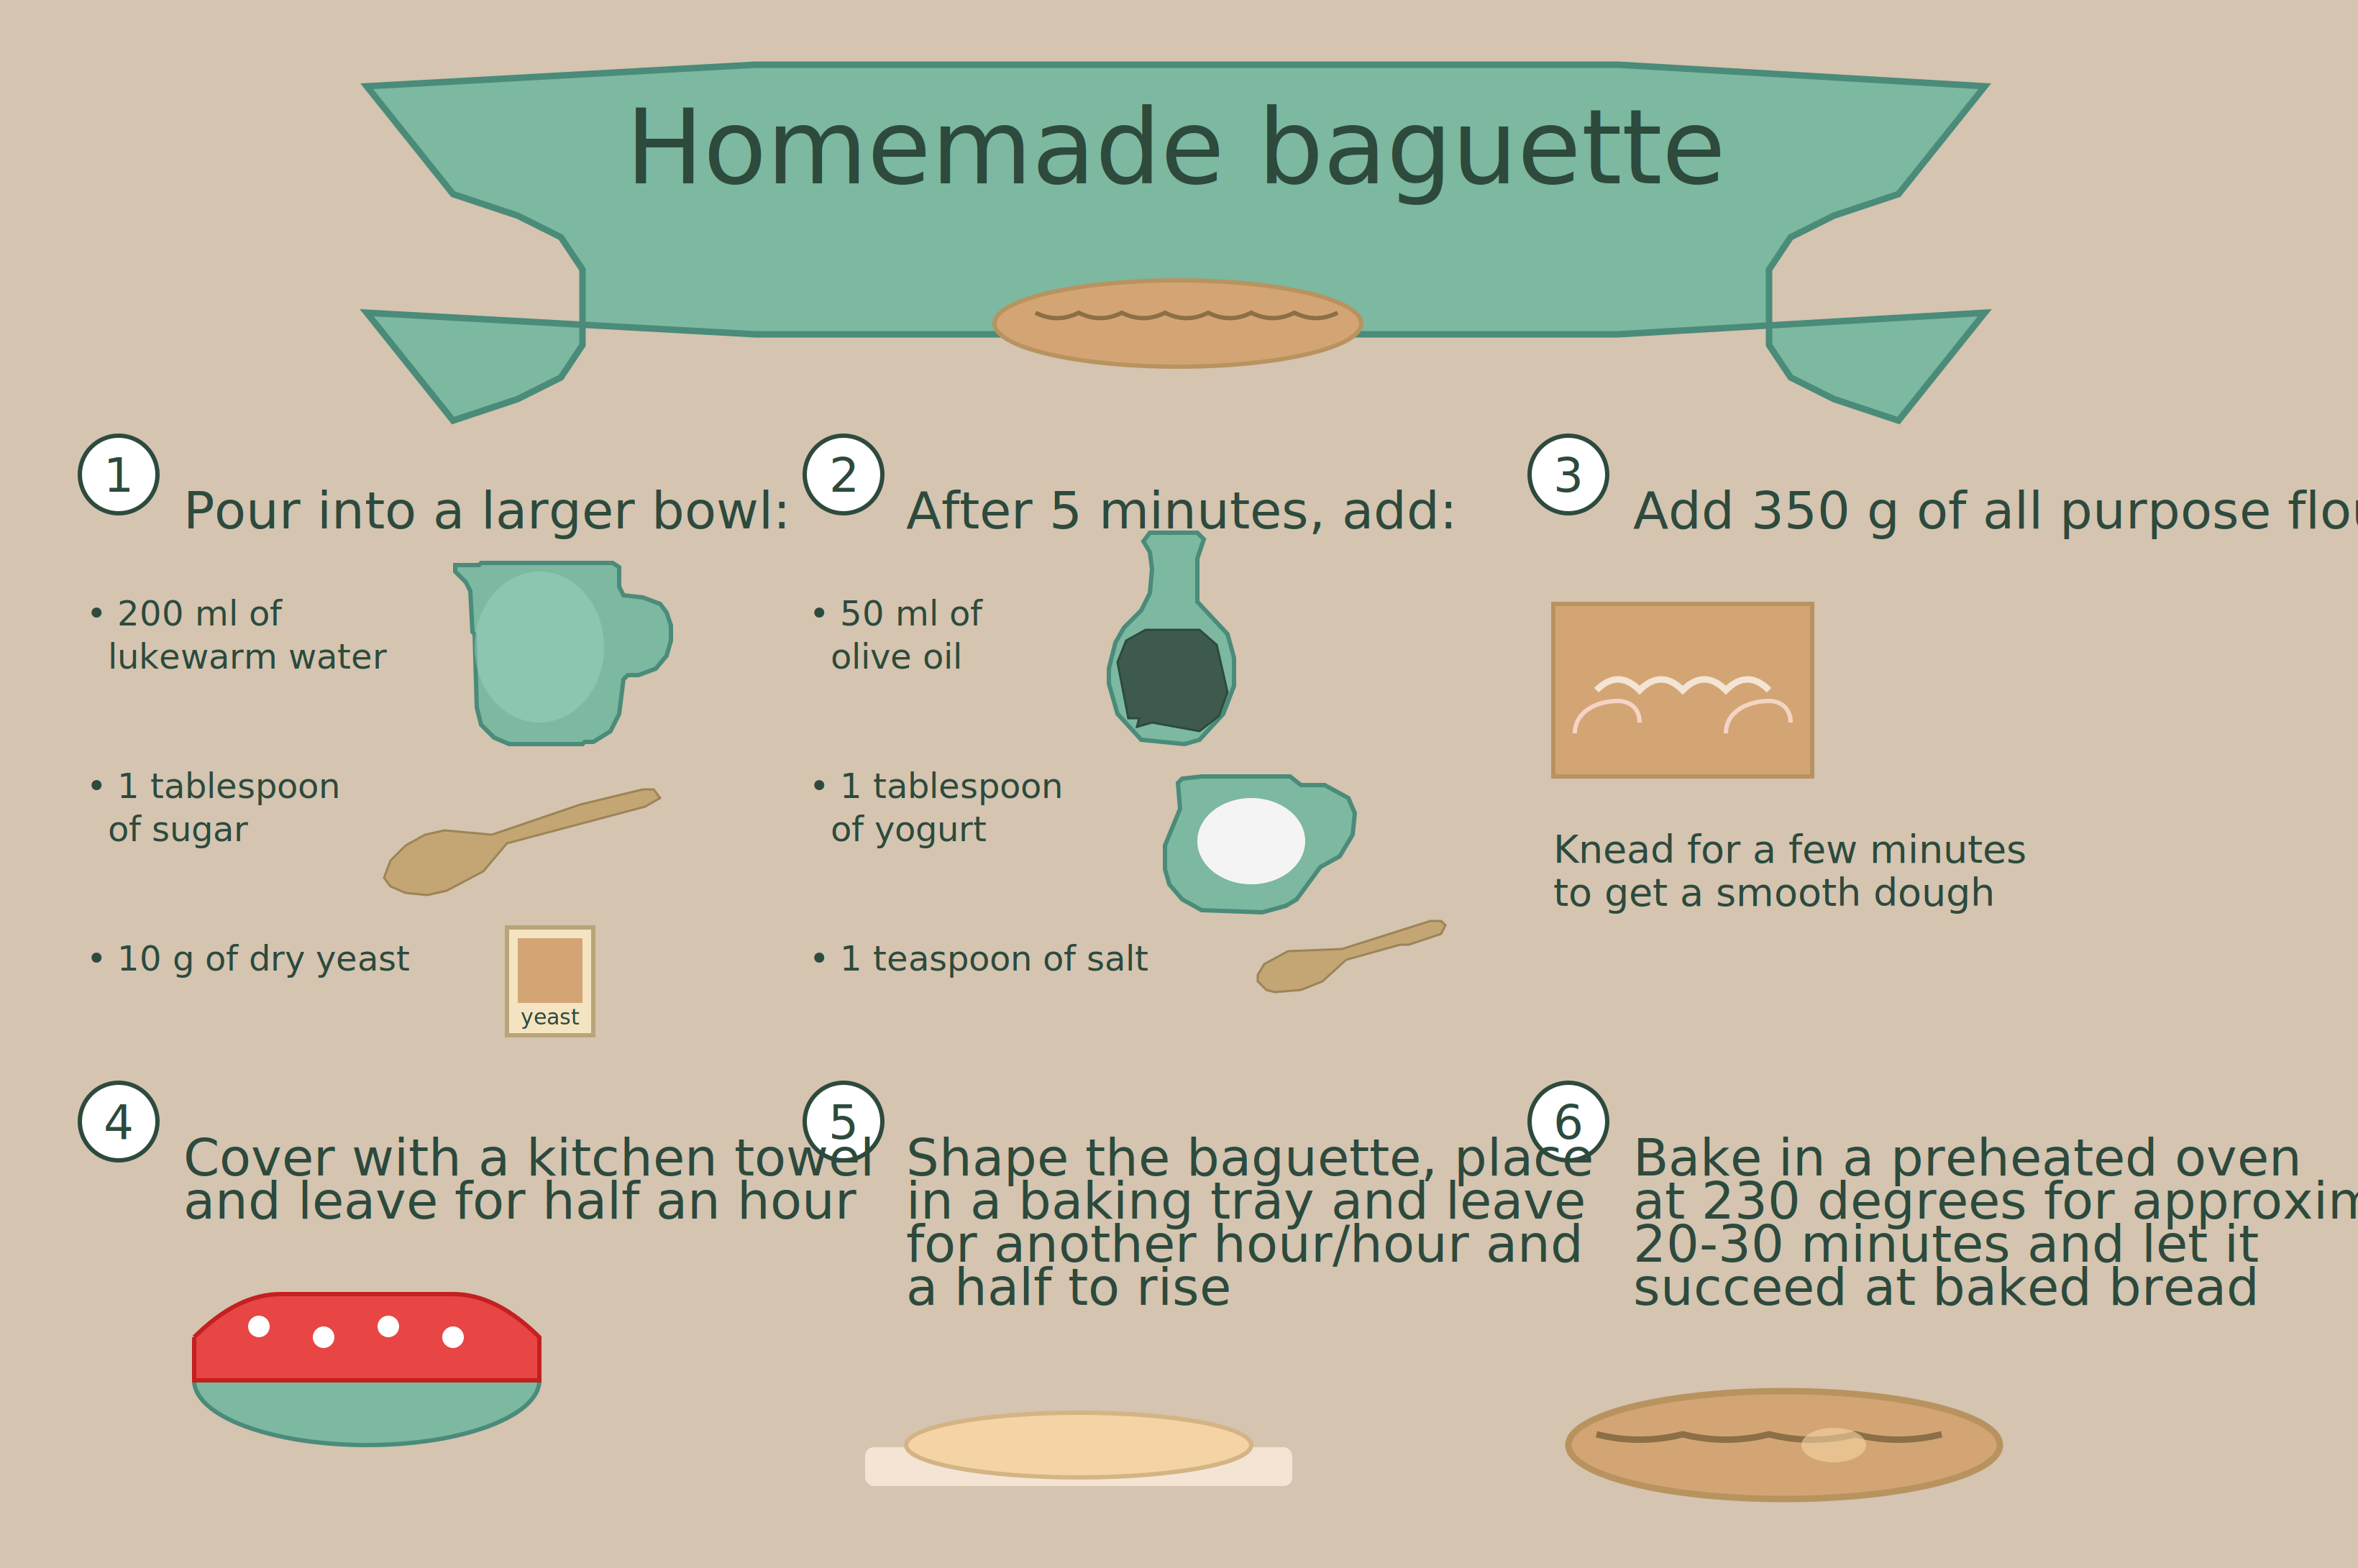 Homemade baguette
1
Pour into a larger bowl:
• 200 ml of
lukewarm water
• 1 tablespoon
of sugar
• 10 g of dry yeast
yeast
2
After 5 minutes, add:
• 50 ml of
olive oil
• 1 tablespoon
of yogurt
• 1 teaspoon of salt
3
Add 350 g of all purpose
Knead for a few minutes
to get a smooth dough
4
Cover with a kitchen towel
and leave for half an hour
5
Shape the baguette, place
in a baking tray and leave
for another hour/hour and
a half to rise
6
Bake in a preheated oven
at 230 degrees for
20-30 minutes and let it
succeed at baked bread